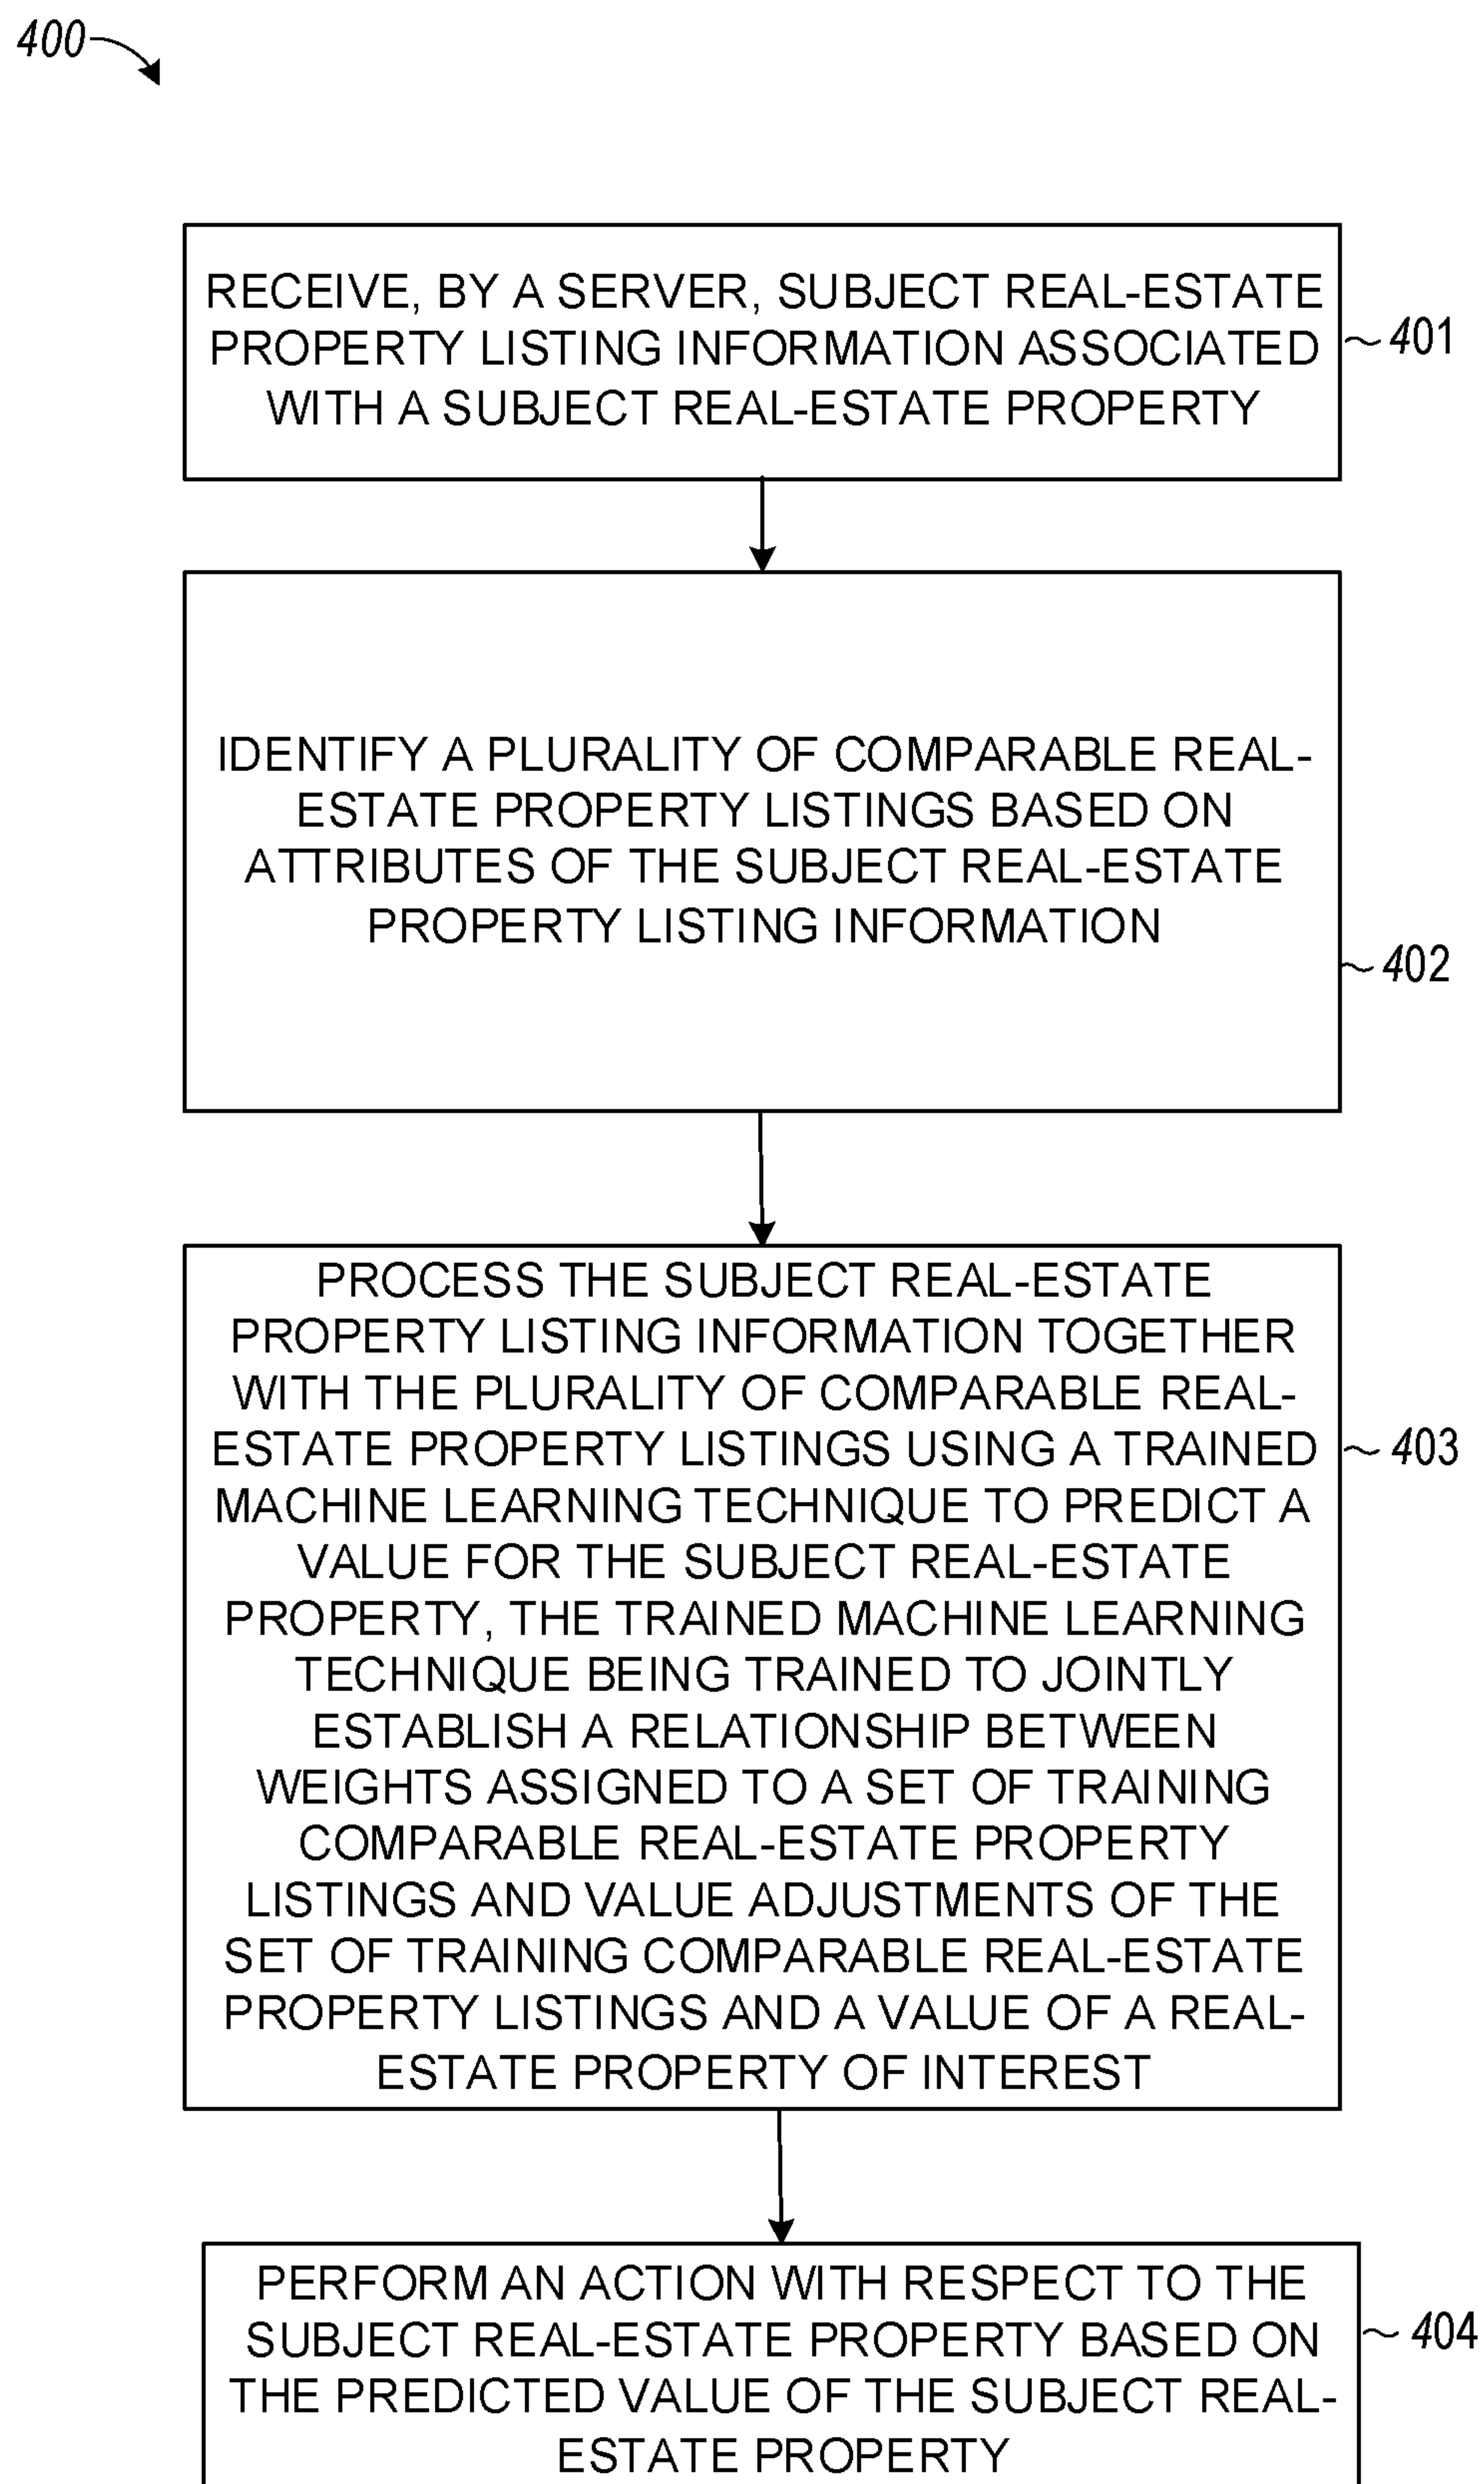 400
RECEIVE, BY A SERVER, SUBJECT REAL-ESTATE
PROPERTY LISTING INFORMATION ASSOCIATED
WITH A SUBJECT REAL-ESTATE PROPERTY
401
IDENTIFY A PLURALITY OF COMPARABLE REAL-
ESTATE PROPERTY LISTINGS BASED ON
ATTRIBUTES OF THE SUBJECT REAL-ESTATE
PROPERTY LISTING INFORMATION
402
PROCESS THE SUBJECT REAL-ESTATE
PROPERTY LISTING INFORMATION TOGETHER
WITH THE PLURALITY OF COMPARABLE REAL-
ESTATE PROPERTY LISTINGS USING A TRAINED
MACHINE LEARNING TECHNIQUE TO PREDICT A
VALUE FOR THE SUBJECT REAL-ESTATE
PROPERTY, THE TRAINED MACHINE LEARNING
TECHNIQUE BEING TRAINED TO JOINTLY
ESTABLISH A RELATIONSHIP BETWEEN
WEIGHTS ASSIGNED TO A SET OF TRAINING
COMPARABLE REAL-ESTATE PROPERTY
LISTINGS AND VALUE ADJUSTMENTS OF THE
SET OF TRAINING COMPARABLE REAL-ESTATE
PROPERTY LISTINGS AND A VALUE OF A REAL-
ESTATE PROPERTY OF INTEREST
403
PERFORM AN ACTION WITH RESPECT TO THE
SUBJECT REAL-ESTATE PROPERTY BASED ON
THE PREDICTED VALUE OF THE SUBJECT REAL-
ESTATE PROPERTY
404